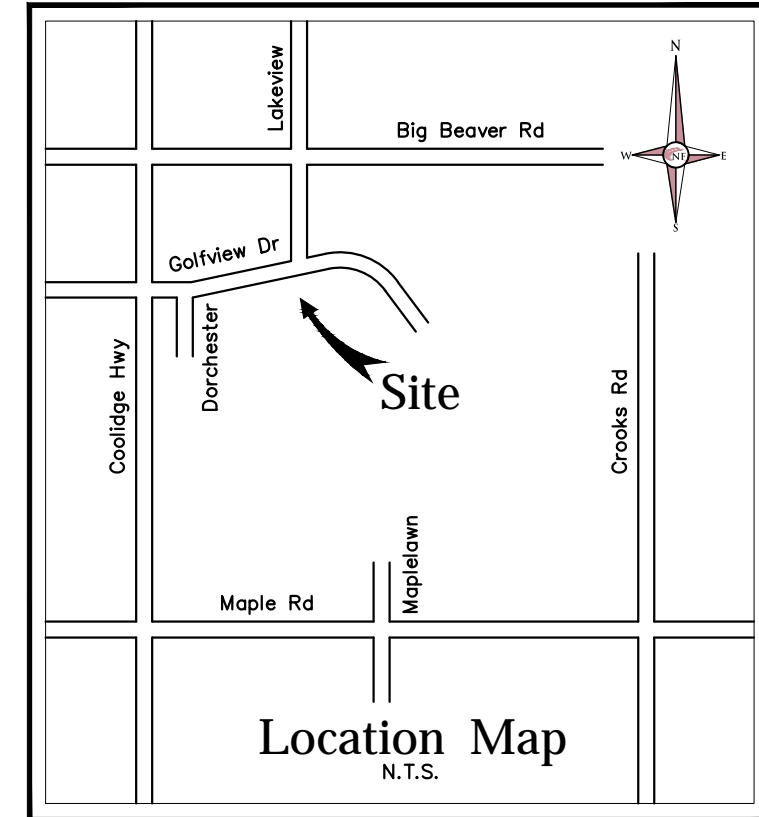 Lakeview
N
Big Beaver Rd
W
NF
E
S
Golfview Dr
Dorchester
Coolidge Hwy
Site
Crooks Rd
Maplelawn
Maple Rd
Location Map
N.T.S.